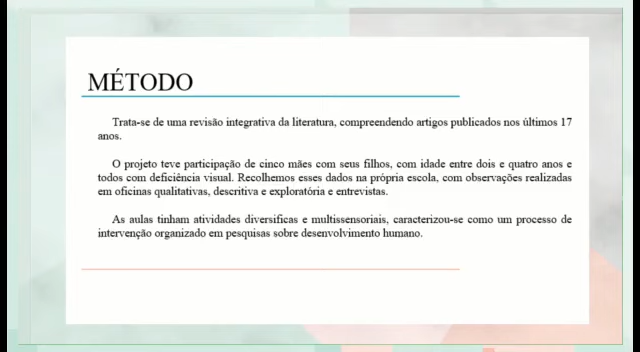 MÉTODO
Trata-se de uma revisão integrativa da literatura, compreendendo artigos publicados nos últimos 17
anos.
O projeto teve participação de cinco mães com seus filhos, com idade entre dois e quatro anos e
todos com deficiência visual. Recolhemos esses dados na própria escola, com observações realizadas
em oficinas qualitativas, descritiva e exploratória e entrevistas.
As aulas tinham atividades diversificas e multissensoriais, caracterizou-se como um processo de
intervenção organizado em pesquisas sobre desenvolvimento humano.